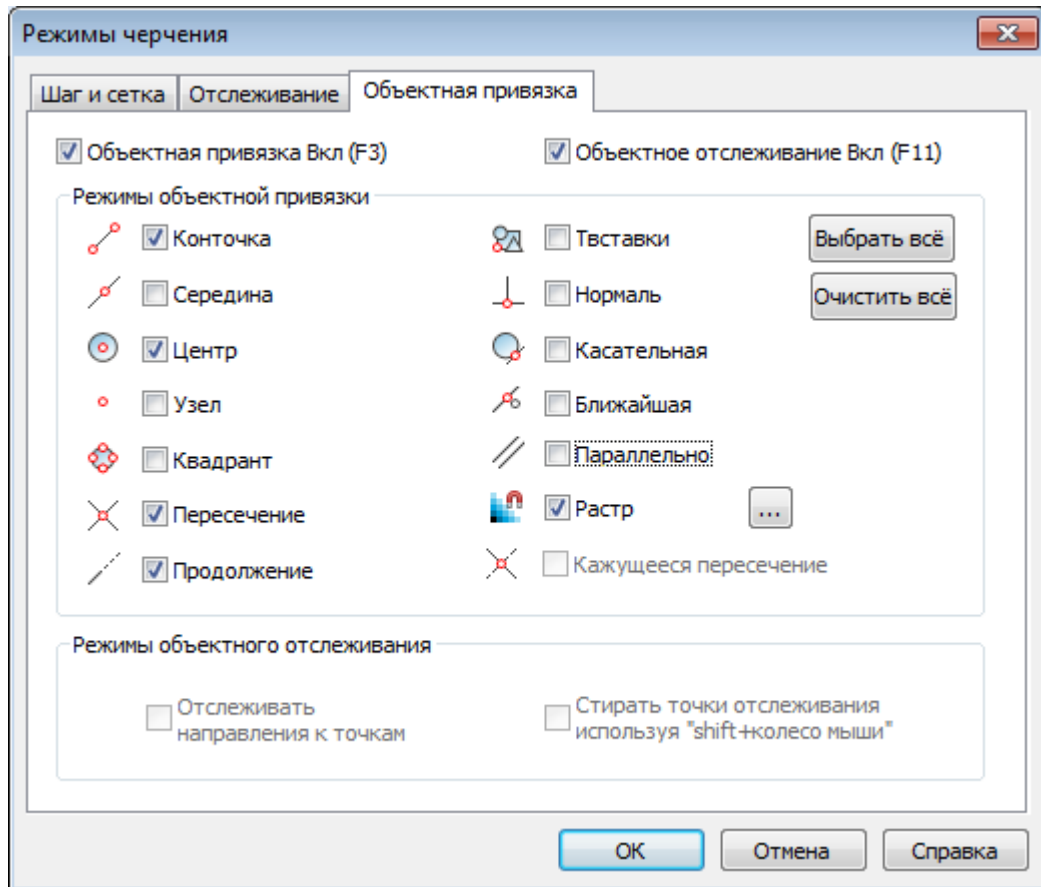 Режимы черчения
Шаг и сетка
Отслеживание
Объектная привязка
Объектная привязка Вкл (F3)
Объектное отслеживание Вкл (F11)
Режимы объектной привязки
Конточка
Твставки
Выбрать всё
Середина
Нормаль
Очистить всё
Центр
Касательная
Узел
Ближайшая
Квадрант
Параллельно
Пересечение
Растр
...
Продолжение
Кажущееся пересечение
Режимы объектного отслеживания
Отслеживать
направления к точкам
Стирать точки отслеживания
используя "shift+колесо мыши"
ОК
Отмена
Справка